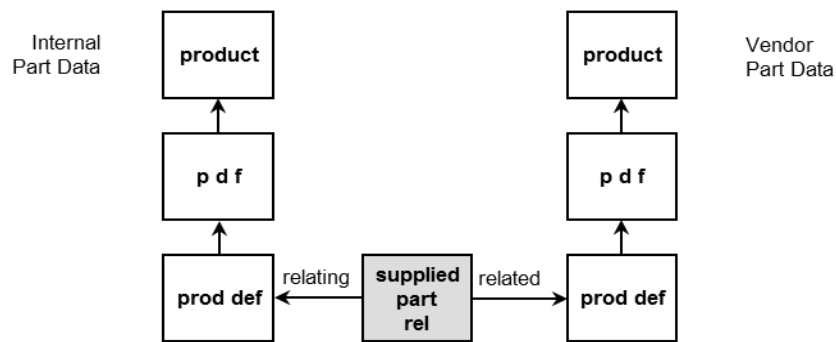 Internal
Part Data
product
product
Vendor
Part Data
p d f
p d f
prod def
relating
supplied
part
rel
related
prod def